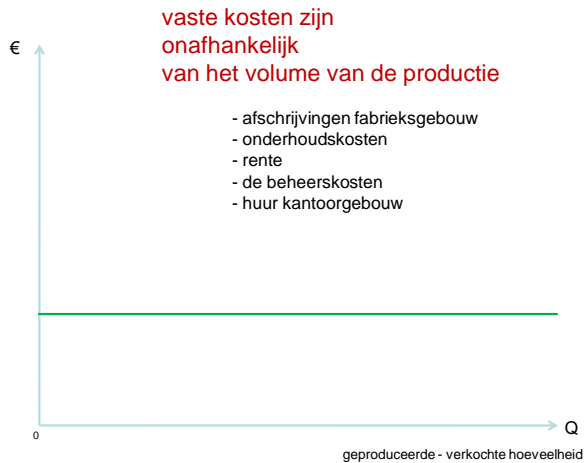 vaste kosten zijn
onafhankelijk
van het volume van de productie
€
- afschrijvingen fabrieksgebouw
- onderhoudskosten
- rente
- de beheerskosten
- huur kantoorgebouw
0
Q
geproduceerde - verkochte hoeveelheid